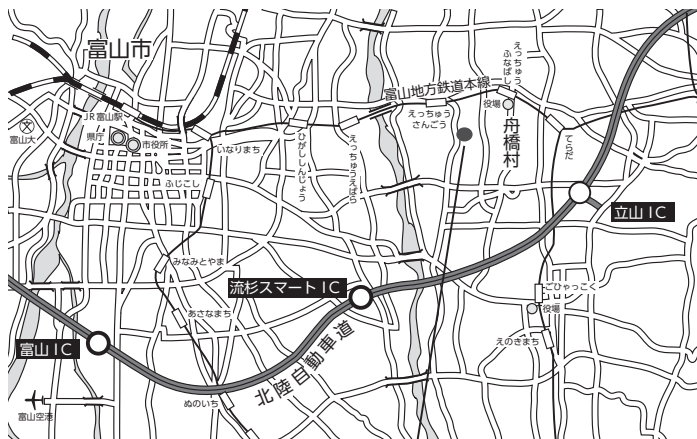 富山市
JR富山駅
県庁
市役所
富山大
文
いなりまち
ふじこし
ひがししんじょう
えっちゅうえばら
富山地方鉄道本線
えっちゅう
さんごう
えっちゅう
ふなばし
役場
舟橋村
てらだ
立山IC
みなみとやま
流杉スマートIC
あさなまち
ごひゃっこく
役場
えのきまち
富山IC
北陸自動車道
ぬのいち
富山空港